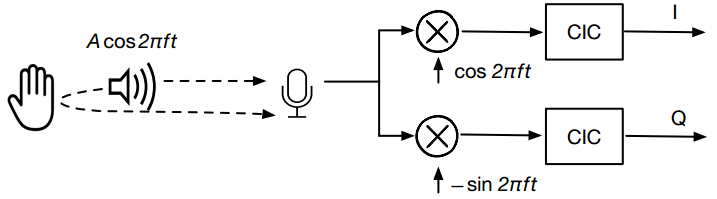 A cos 2πft
CIC
I
cos 2πft
CIC
Q
– sin 2πft